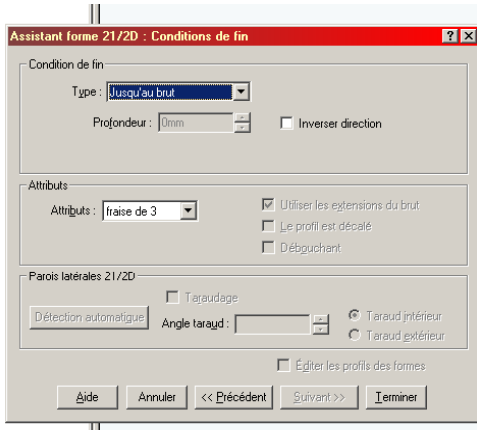 Assistant forme 21/2D : Conditions de fin
Condition de fin
Type : Jusqu'au brut
Profondeur : 0mm
Inverser direction
Attributs
Attributs : fraise de 3
Utiliser les extensions du brut
Le profil est décalé
Débouchant
Parois latérales 21/2D
Taraudage
Détection automatique
Angle taraud :
Taraud intérieur
Taraud extérieur
Éditer les profils des formes
Aide
Annuler
<< Précédent
Suivant >>
Terminer